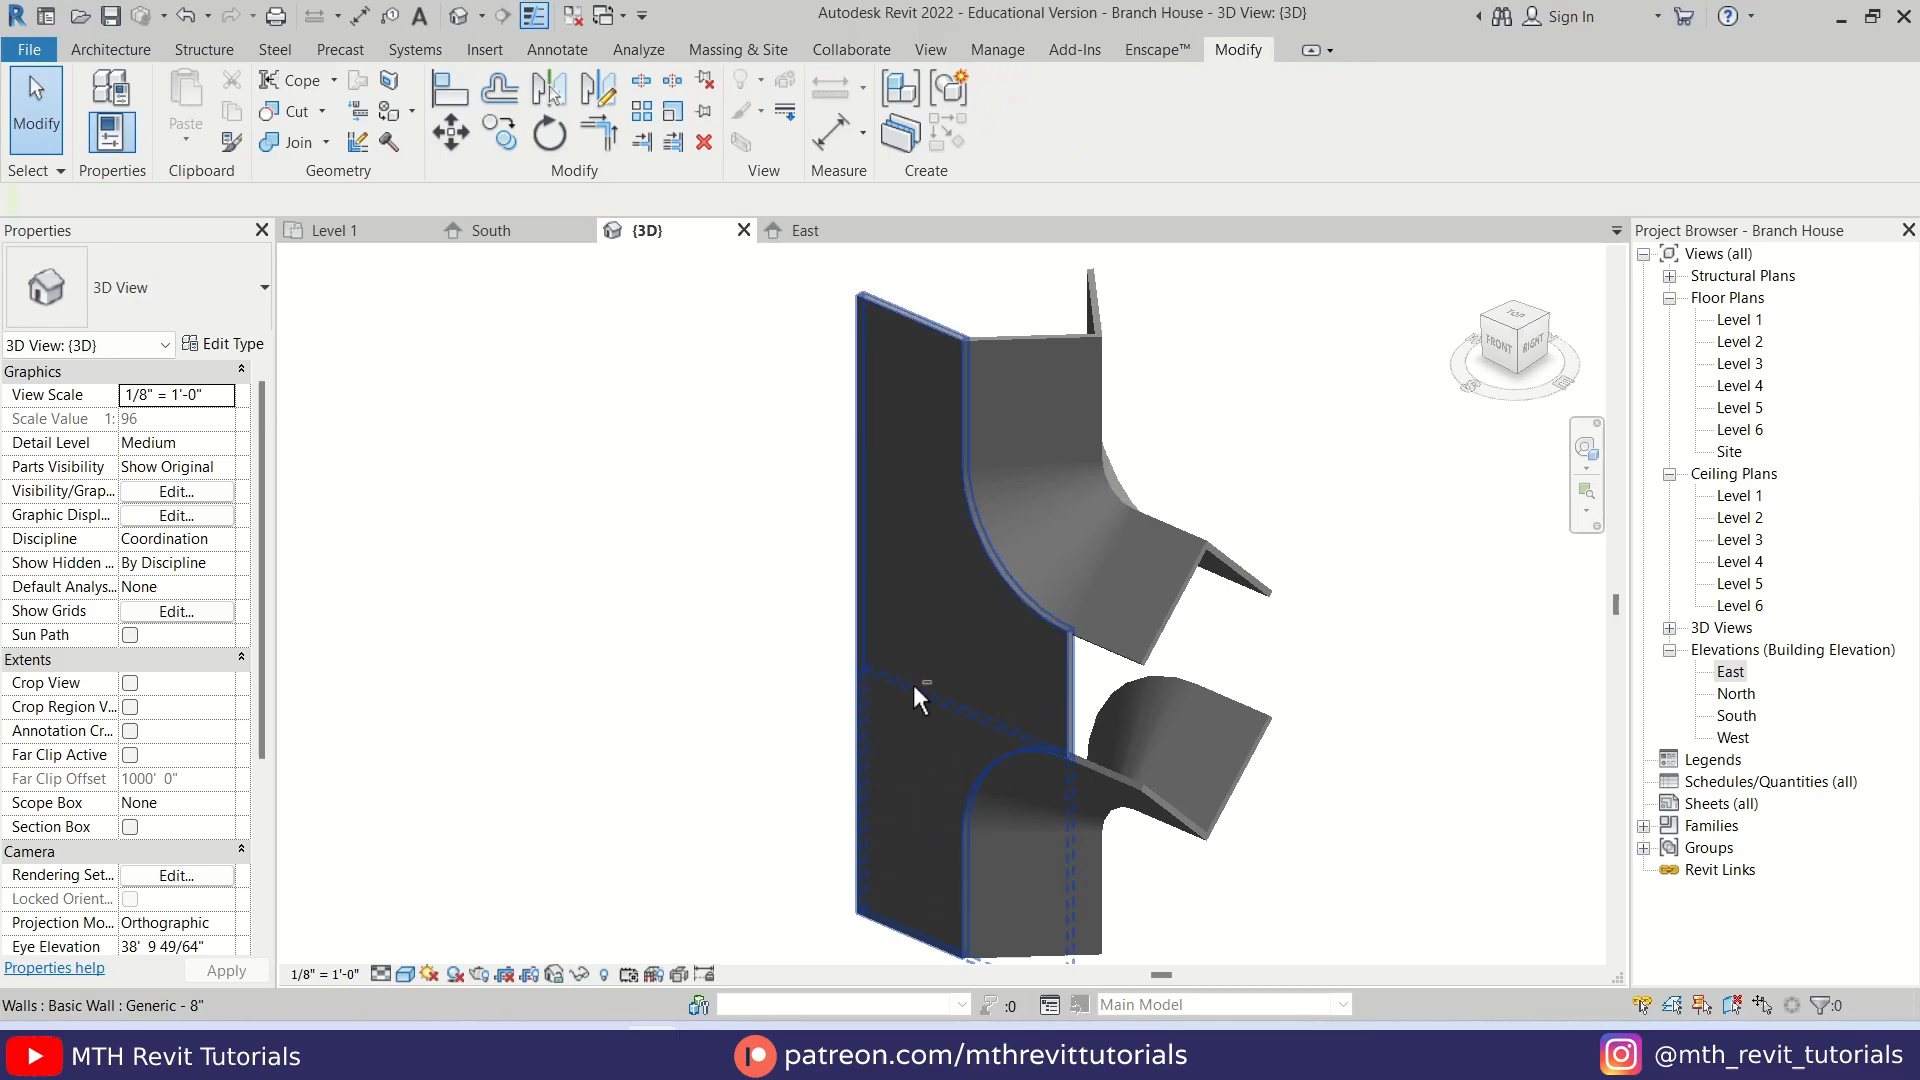 Autodesk Revit 2022 - Educational Version - Branch House - 3D View: {3D}
Sign In
File Architecture Structure Steel Precast Systems Insert Annotate Analyze Massing & Site Collaborate View Manage Add-Ins Enscape™ Modify
Modify
Paste
Cope
Cut
Join
Select Properties Clipboard Geometry Modify View Measure Create
Properties
3D View
3D View: {3D} Edit Type
Graphics
View Scale 1/8" = 1'-0"
Scale Value 1: 96
Detail Level Medium
Parts Visibility Show Original
Visibility/Grap... Edit...
Graphic Displ... Edit...
Discipline Coordination
Show Hidden ... By Discipline
Default Analys... None
Show Grids Edit...
Sun Path
Extents
Crop View
Crop Region V...
Annotation Cr...
Far Clip Active
Far Clip Offset 1000' 0"
Scope Box None
Section Box
Camera
Rendering Set... Edit...
Locked Orient...
Projection Mo... Orthographic
Eye Elevation 38' 9 49/64"
Properties help Apply
Level 1 South {3D} East
TOP
FRONT
RIGHT
1/8" = 1'-0"
Project Browser - Branch House
Views (all)
Structural Plans
Floor Plans
Level 1
Level 2
Level 3
Level 4
Level 5
Level 6
Site
Ceiling Plans
Level 1
Level 2
Level 3
Level 4
Level 5
Level 6
3D Views
Elevations (Building Elevation)
East
North
South
West
Legends
Schedules/Quantities (all)
Sheets (all)
Families
Groups
Revit Links
Walls : Basic Wall : Generic - 8" :0 Main Model :0
MTH Revit Tutorials patreon.com/mthrevittutorials @mth_revit_tutorials